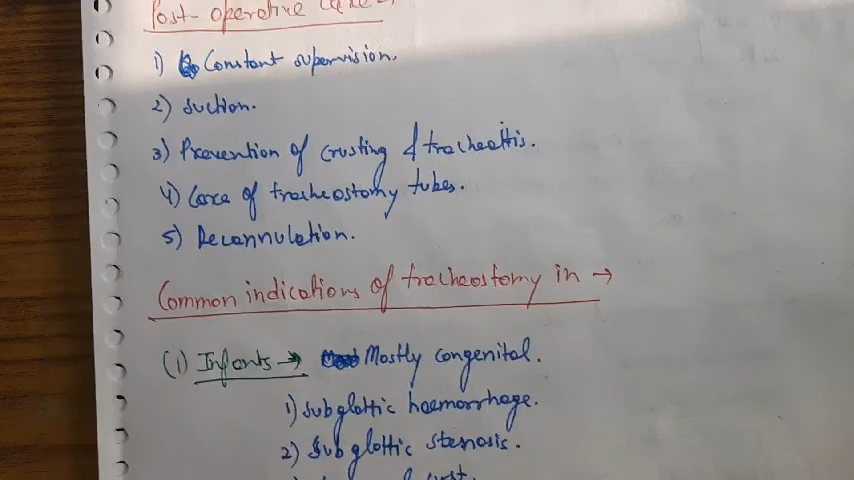 Post-operative care→
1) Constant supervision.
2) suction.
3) Prevention of crusting & tracheattis.
4) Care of tracheostomy tubes.
5) Decannulation.
Common indications of tracheostomy in →
(1) Infants → Mostly congenital.
1) subglottic haemorrhage.
2) Subglottic stenosis.